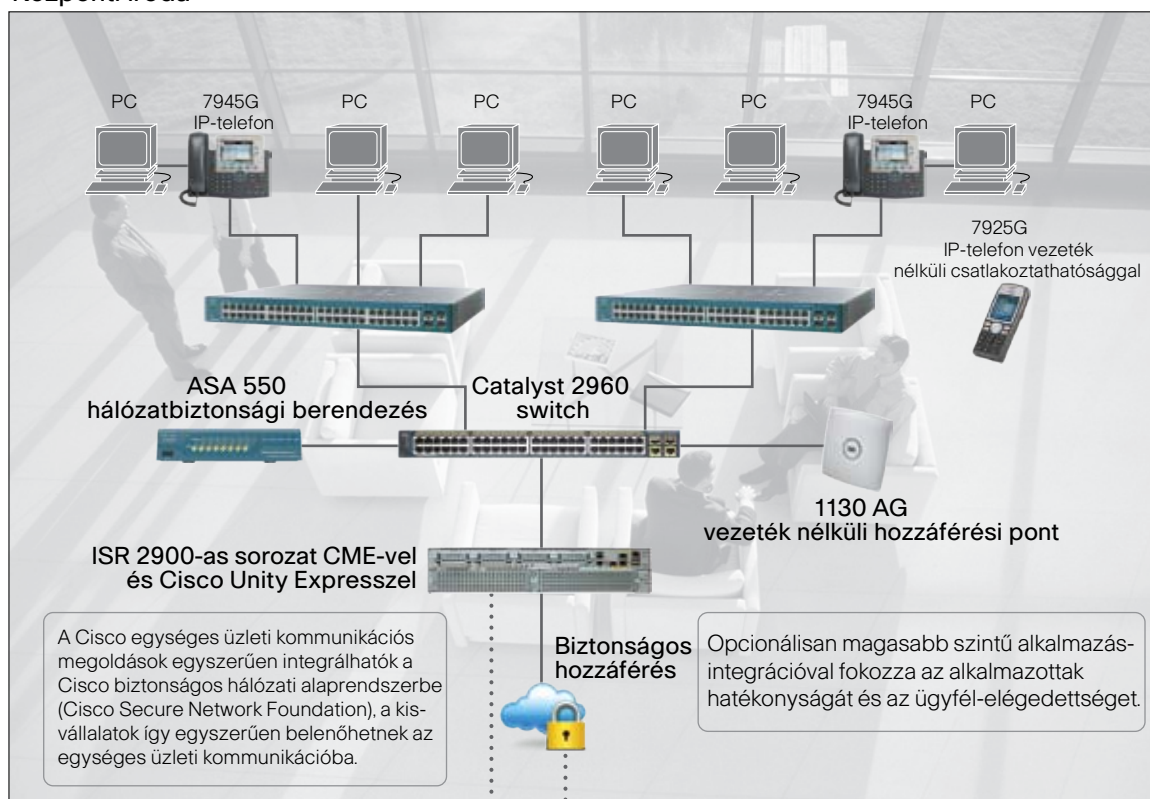 PC
7945G
IP-telefon
PC
PC
PC
PC
7945G
IP-telefon
PC
7925G
IP-telefon vezeték
nélküli csatlakoztathatósággal
ASA 550
hálózatbiztonsági berendezés
Catalyst 2960
switch
1130 AG
vezeték nélküli hozzáférési pont
ISR 2900-as sorozat CME-vel
és Cisco Unity Expresszel
A Cisco egységes üzleti kommunikációs
megoldások egyszerűen integrálhatók a
Cisco biztonságos hálózati alaprendszerbe
(Cisco Secure Network Foundation), a kis-
vállalatok így egyszerűen belenőhetnek az
egységes üzleti kommunikációba.
Biztonságos
hozzáférés
Opcionálisan magasabb szintű alkalmazás-
integrációval fokozza az alkalmazottak
hatékonyságát és az ügyfél-elégedettséget.